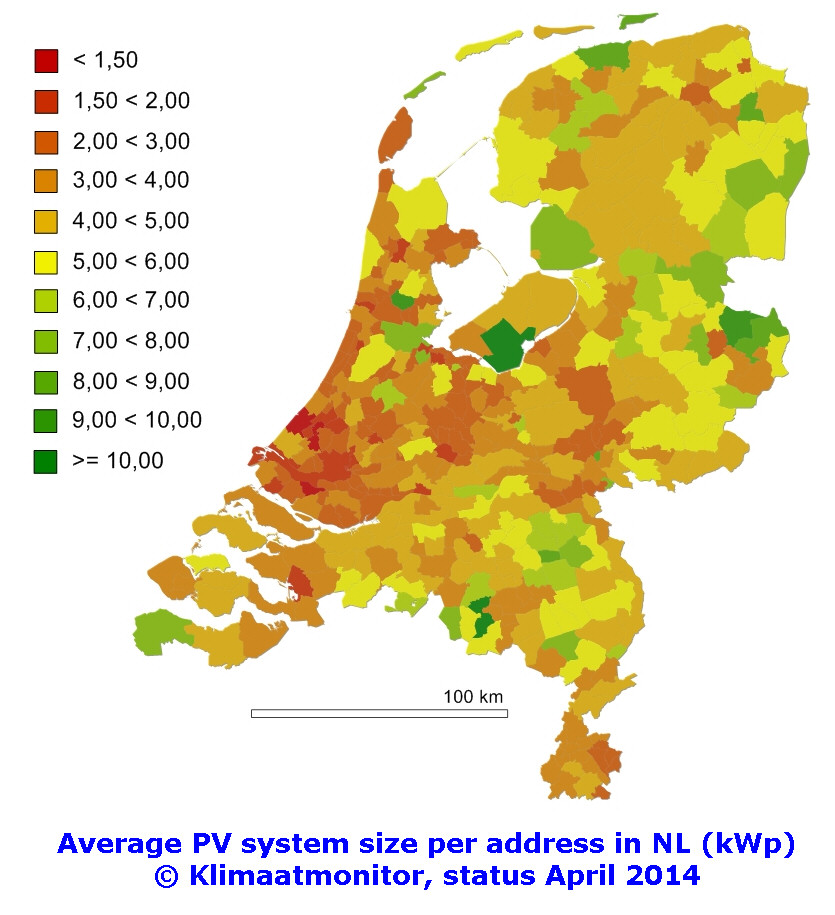 < 1,50
1,50 < 2,00
2,00 < 3,00
3,00 < 4,00
4,00 < 5,00
5,00 < 6,00
6,00 < 7,00
7,00 < 8,00
8,00 < 9,00
9,00 < 10,00
>= 10,00
100 km
Average PV system size per address in NL (kWp)
© Klimaatmonitor, status April 2014